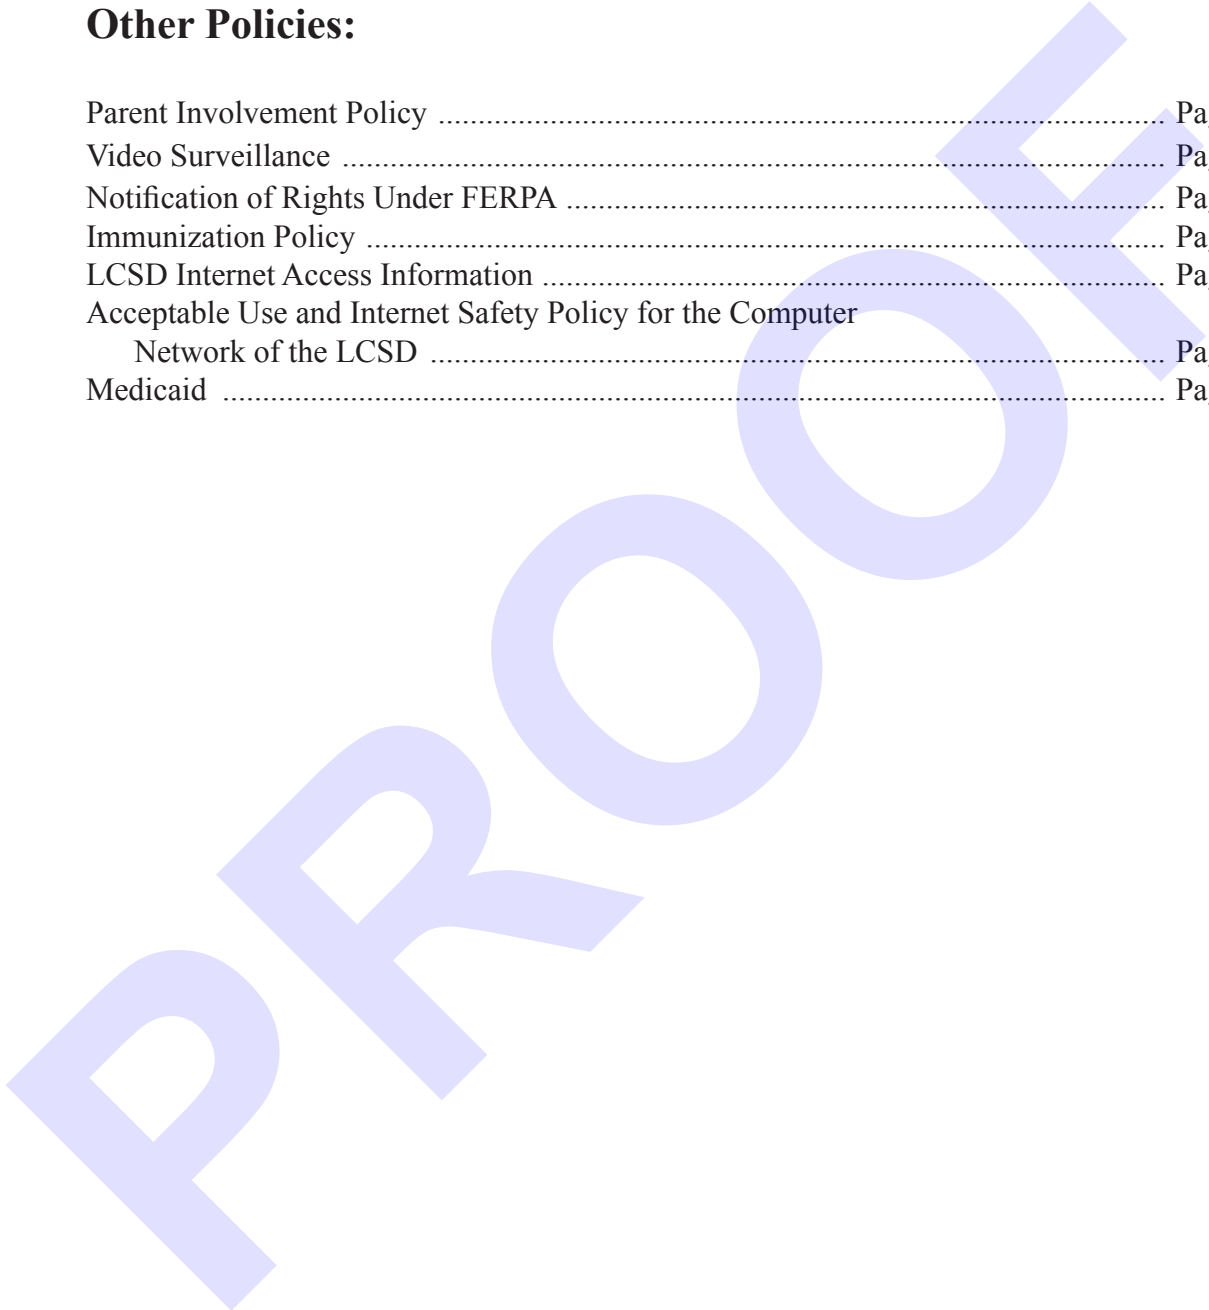 Other Policies:
Parent Involvement Policy ........................................................................................... Pa
Video Surveillance ....................................................................................................... Pa
Notification of Rights Under FERPA ........................................................................... Pa
Immunization Policy .................................................................................................... Pa
LCSD Internet Access Information .............................................................................. Pa
Acceptable Use and Internet Safety Policy for the Computer
Network of the LCSD ............................................................................................ Pa
Medicaid ...................................................................................................................... Pa
PROOF